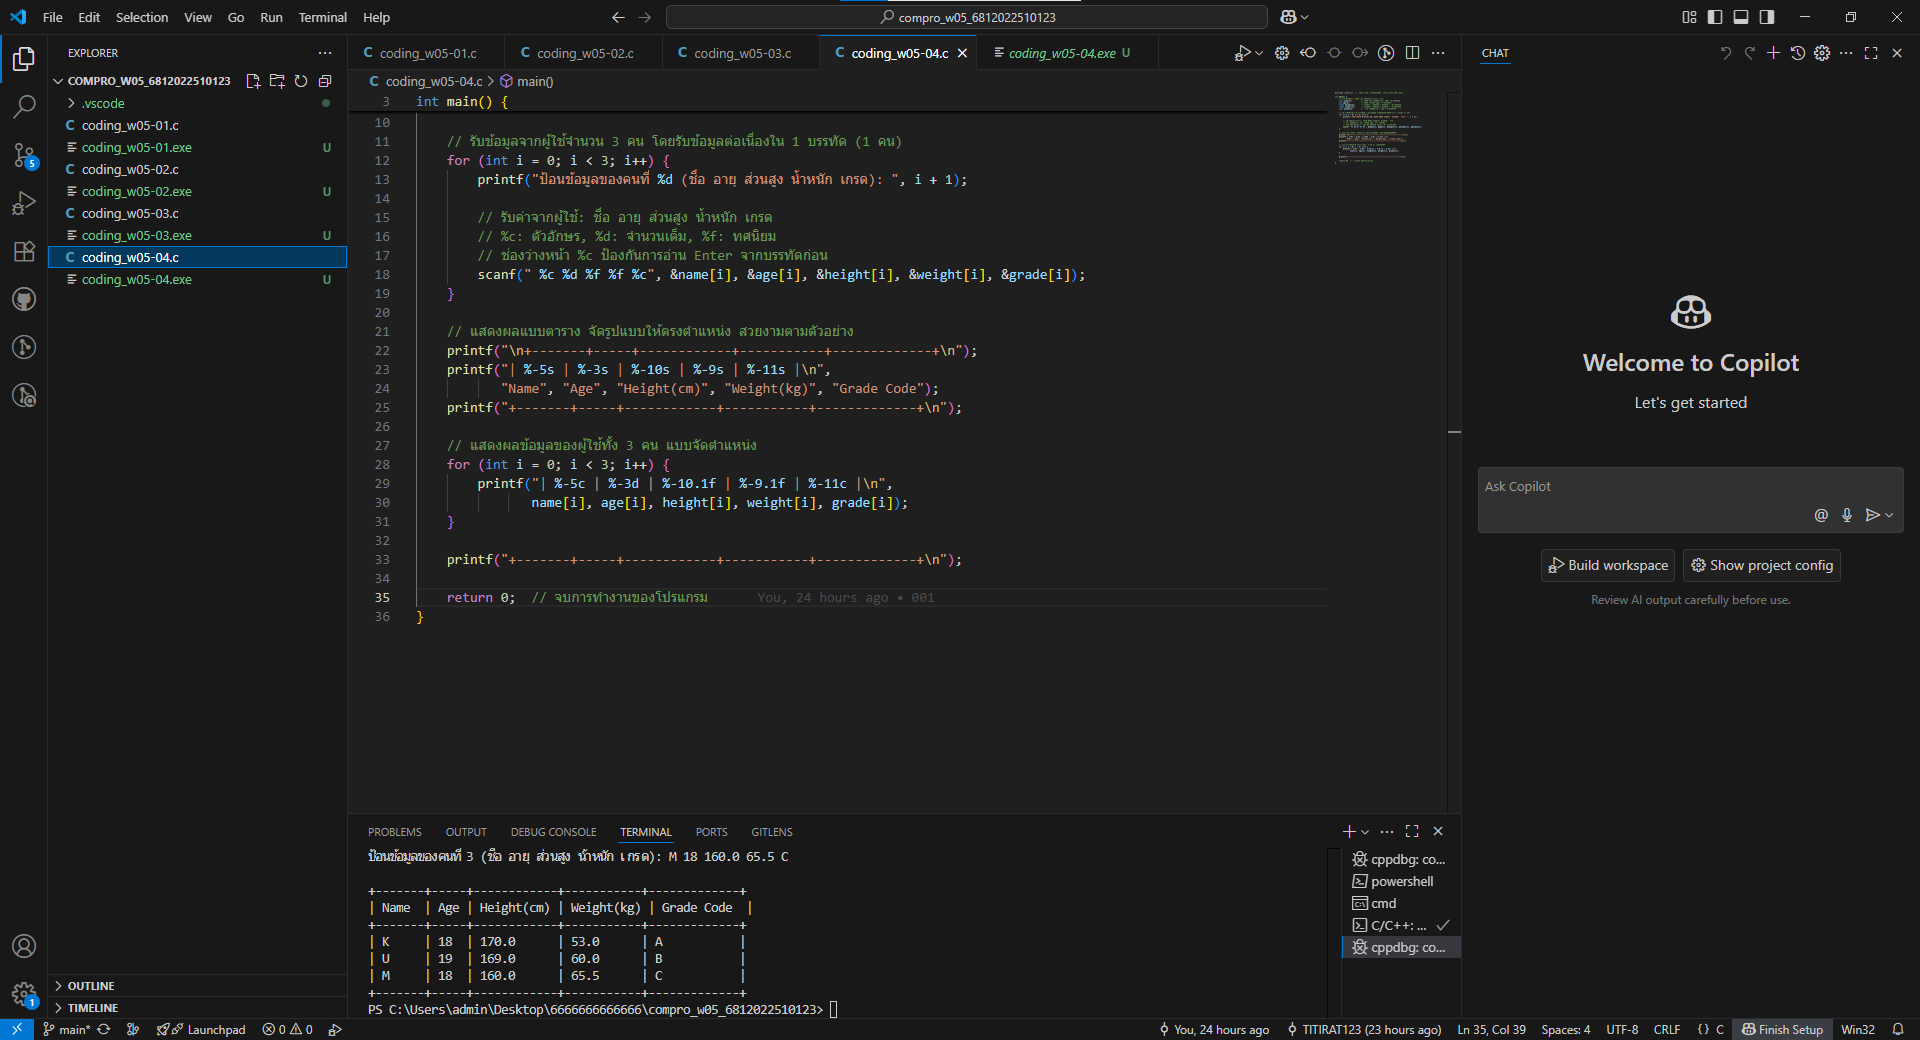 File Edit Selection View Go Run Terminal Help
compro_w05_6812022510123
EXPLORER
COMPRO_W05_6812022510123
.vscode
coding_w05-01.c
coding_w05-01.exe U
coding_w05-02.c
coding_w05-02.exe U
coding_w05-03.c
coding_w05-03.exe U
coding_w05-04.c
coding_w05-04.exe U
OUTLINE
TIMELINE
coding_w05-01.c coding_w05-02.c coding_w05-03.c coding_w05-04.c coding_w05-04.exe U
coding_w05-04.c > main()
3 int main() {
10
11 // รับข้อมูลจากผู้ใช้จำนวน 3 คน โดยรับข้อมูลต่อเนื่องใน 1 บรรทัด (1 คน)
12 for (int i = 0; i < 3; i++) {
13 printf("ป้อนข้อมูลของคนที่ %d (ชื่อ อายุ ส่วนสูง น้ำหนัก เกรด): ", i + 1);
14
15 // รับค่าจากผู้ใช้: ชื่อ อายุ ส่วนสูง น้ำหนัก เกรด
16 // %c: ตัวอักษร, %d: จำนวนเต็ม, %f: ทศนิยม
17 // ช่องว่างหน้า %c ป้องกันการอ่าน Enter จากบรรทัดก่อน
18 scanf(" %c %d %f %f %c", &name[i], &age[i], &height[i], &weight[i], &grade[i]);
19 }
20
21 // แสดงผลแบบตาราง จัดรูปแบบให้ตรงตำแหน่ง สวยงามตามตัวอย่าง
22 printf("\n+-------+-----+------------+-----------+-------------+\n");
23 printf("| %-5s | %-3s | %-10s | %-9s | %-11s |\n",
24 "Name", "Age", "Height(cm)", "Weight(kg)", "Grade Code");
25 printf("+-------+-----+------------+-----------+-------------+\n");
26
27 // แสดงผลข้อมูลของผู้ใช้ทั้ง 3 คน แบบจัดตำแหน่ง
28 for (int i = 0; i < 3; i++) {
29 printf("| %-5c | %-3d | %-10.1f | %-9.1f | %-11c |\n",
30 name[i], age[i], height[i], weight[i], grade[i]);
31 }
32
33 printf("+-------+-----+------------+-----------+-------------+\n");
34
35 return 0; // จบการทำงานของโปรแกรม You, 24 hours ago • 001
36 }
PROBLEMS OUTPUT DEBUG CONSOLE TERMINAL PORTS GITLENS
ป้อนข้อมูลของคนที่ 3 (ชื่อ อายุ ส่วนสูง น้ำหนัก เกรด): M 18 160.0 65.5 C
+-------+-----+------------+-----------+-------------+
| Name | Age | Height(cm) | Weight(kg) | Grade Code |
+-------+-----+------------+-----------+-------------+
| K | 18 | 170.0 | 53.0 | A |
| U | 19 | 169.0 | 60.0 | B |
| M | 18 | 160.0 | 65.5 | C |
+-------+-----+------------+-----------+-------------+
PS C:\Users\admin\Desktop\6666666666666\compro_w05_6812022510123>
cppdbg: co...
powershell
cmd
C/C++: ...
cppdbg: co...
CHAT
Welcome to Copilot
Let's get started
Ask Copilot
Build workspace Show project config
Review AI output carefully before use.
main* Launchpad 0 0 You, 24 hours ago TITIRAT123 (23 hours ago) Ln 35, Col 39 Spaces: 4 UTF-8 CRLF {} C Finish Setup Win32